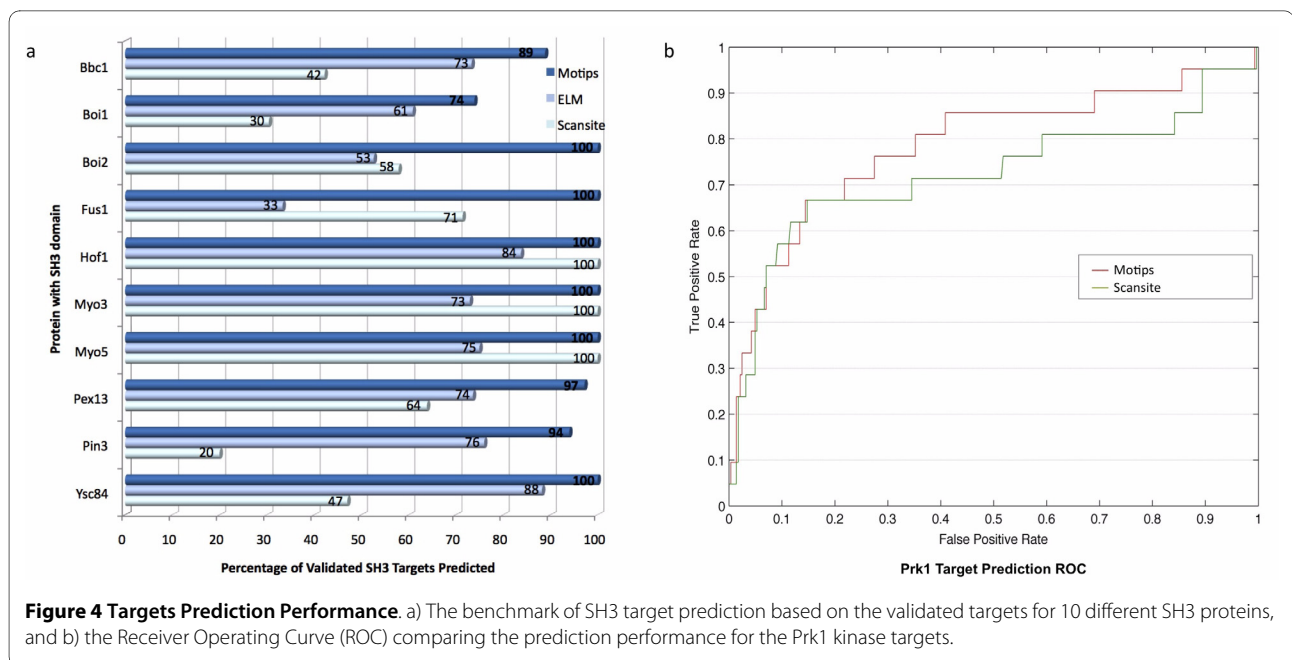 a
Bbc1
89
73
42
Motips
ELM
Scansite
Boi1
74
61
30
Boi2
100
53
58
Fus1
100
33
71
Hof1
100
84
100
Myo3
100
73
100
Myo5
100
75
100
Pex13
97
74
64
Pin3
94
76
20
Ysc84
100
88
47
Protein with SH3 domain
0 10 20 30 40 50 60 70 80 90 100
Percentage of Validated SH3 Targets Predicted
b
1
0.9
0.8
0.7
0.6
0.5
0.4
0.3
0.2
0.1
0
True Positive Rate
Motips
Scansite
0 0.1 0.2 0.3 0.4 0.5 0.6 0.7 0.8 0.9 1
False Positive Rate
Prk1 Target Prediction ROC
Figure 4 Targets Prediction Performance. a) The benchmark of SH3 target prediction based on the validated targets for 10 different SH3 proteins,
and b) the Receiver Operating Curve (ROC) comparing the prediction performance for the Prk1 kinase targets.